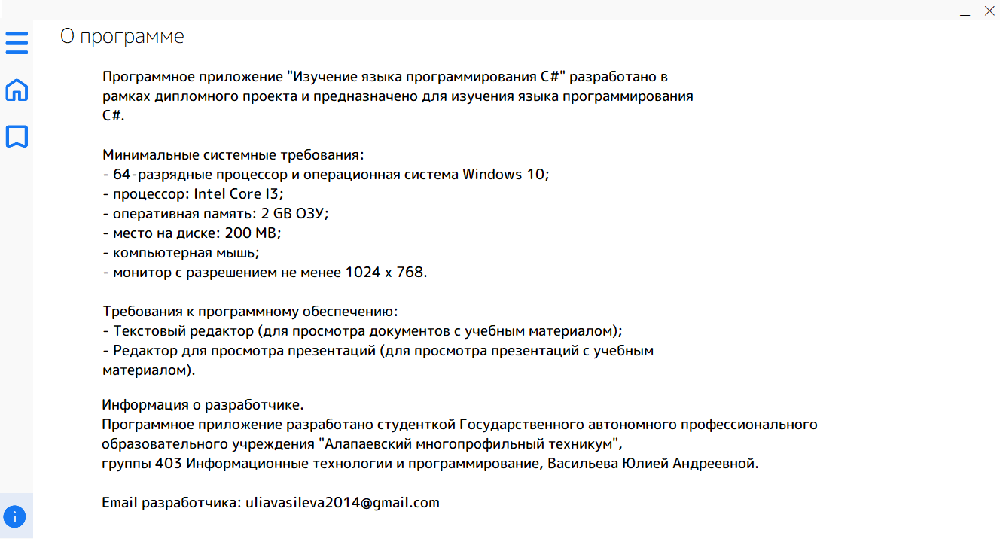 О программе
Программное приложение "Изучение языка программирования C#" разработано в
рамках дипломного проекта и предназначено для изучения языка программирования
C#.
Минимальные системные требования:
- 64-разрядные процессор и операционная система Windows 10;
- процессор: Intel Core I3;
- оперативная память: 2 GB ОЗУ;
- место на диске: 200 MB;
- компьютерная мышь;
- монитор с разрешением не менее 1024 x 768.
Требования к программному обеспечению:
- Текстовый редактор (для просмотра документов с учебным материалом);
- Редактор для просмотра презентаций (для просмотра презентаций с учебным
материалом).
Информация о разработчике.
Программное приложение разработано студенткой Государственного автономного профессионального
образовательного учреждения "Алапаевский многопрофильный техникум",
группы 403 Информационные технологии и программирование, Васильева Юлией Андреевной.
Email разработчика: uliavasileva2014@gmail.com